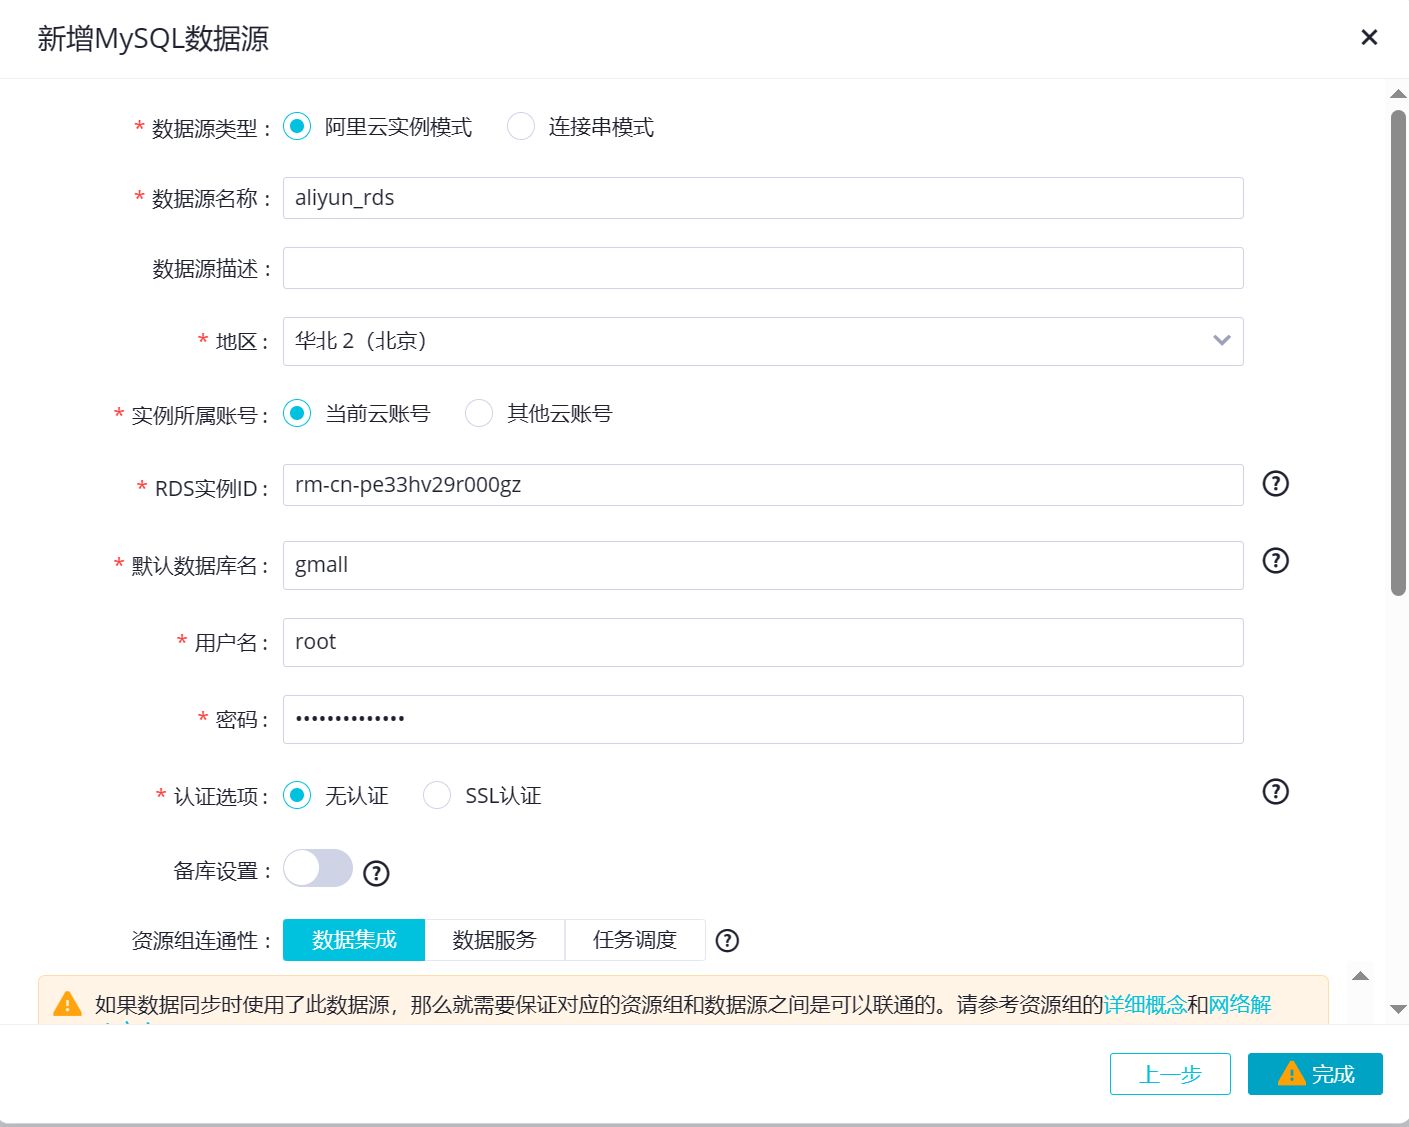 新增MySQL数据源
* 数据源类型： 阿里云实例模式 连接串模式
* 数据源名称： aliyun_rds
数据源描述：
* 地区： 华北 2（北京）
* 实例所属账号： 当前云账号 其他云账号
* RDS实例ID： rm-cn-pe33hv29r000gz
* 默认数据库名： gmall
* 用户名： root
* 密码： ••••••••••••••
* 认证选项： 无认证 SSL认证
备库设置：
资源组连通性： 数据集成 数据服务 任务调度
如果数据同步时使用了此数据源，那么就需要保证对应的资源组和数据源之间是可以联通的。请参考资源组的详细概念和网络解
上一步 完成